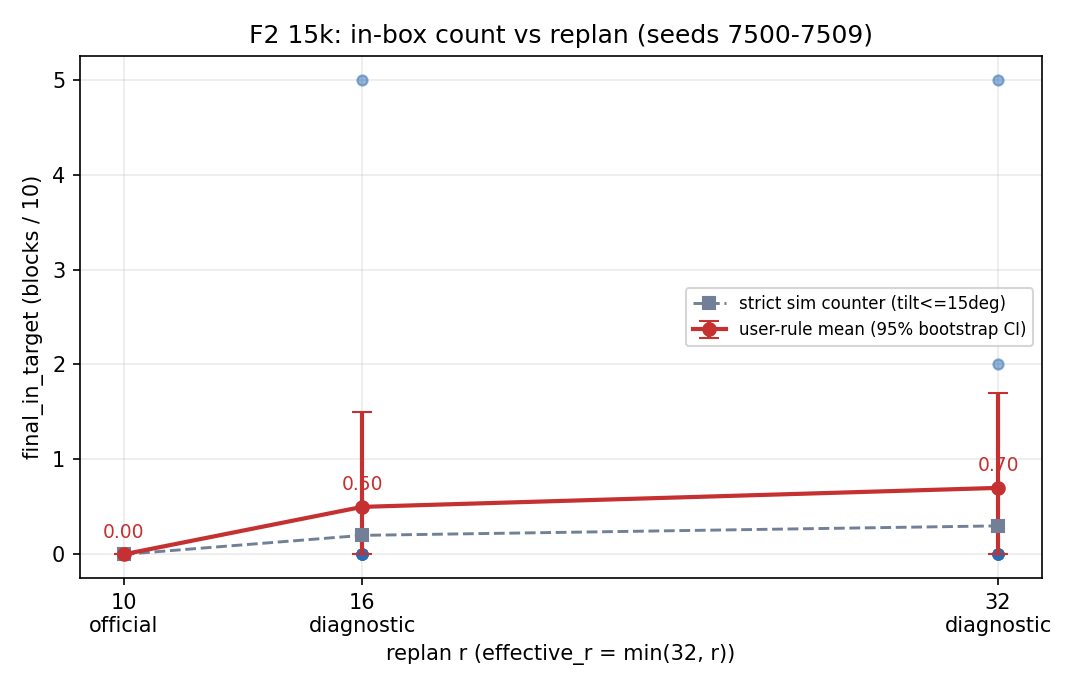 F2 15k: in-box count vs replan (seeds 7500-7509)
final_in_target (blocks / 10)
5
4
3
2
1
0
strict sim counter (tilt<=15deg)
user-rule mean (95% bootstrap CI)
0.00
0.50
0.70
10
official
16
diagnostic
32
diagnostic
replan r (effective_r = min(32, r))